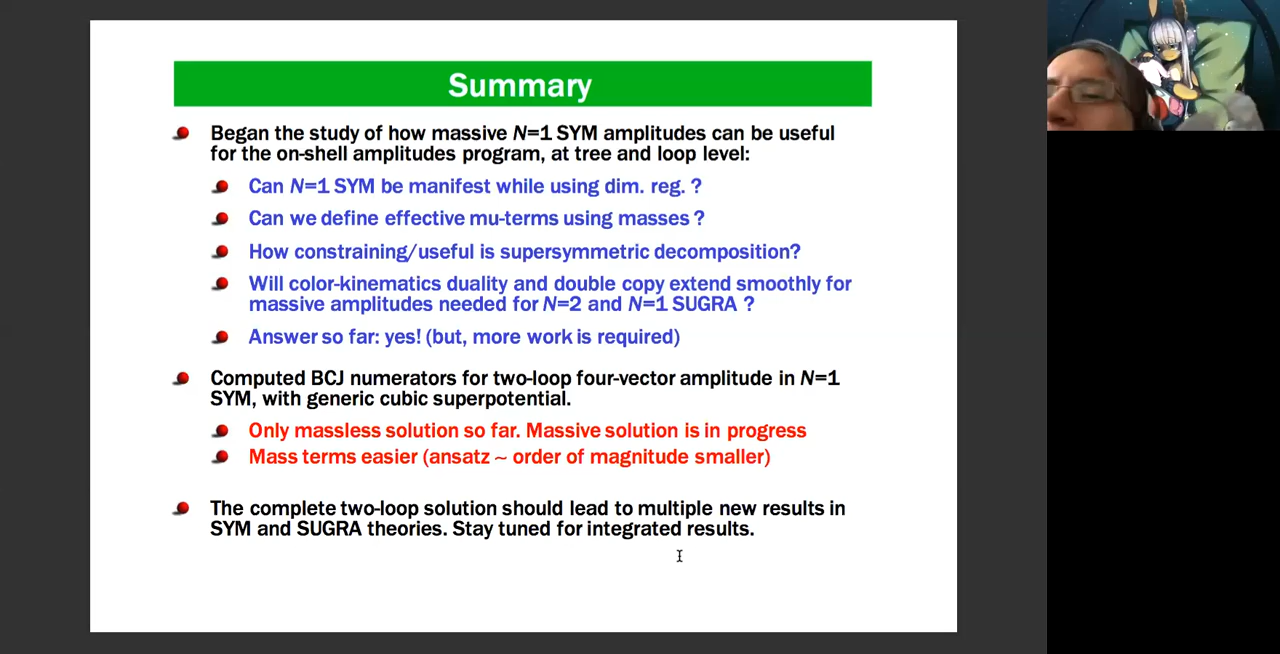 Summary
Began the study of how massive N=1 SYM amplitudes can be useful
for the on-shell amplitudes program, at tree and loop level:
Can N=1 SYM be manifest while using dim. reg. ?
Can we define effective mu-terms using masses ?
How constraining/useful is supersymmetric decomposition?
Will color-kinematics duality and double copy extend smoothly for
massive amplitudes needed for N=2 and N=1 SUGRA ?
Answer so far: yes! (but, more work is required)
Computed BCJ numerators for two-loop four-vector amplitude in N=1
SYM, with generic cubic superpotential.
Only massless solution so far. Massive solution is in progress
Mass terms easier (ansatz ~ order of magnitude smaller)
The complete two-loop solution should lead to multiple new results in
SYM and SUGRA theories. Stay tuned for integrated results.